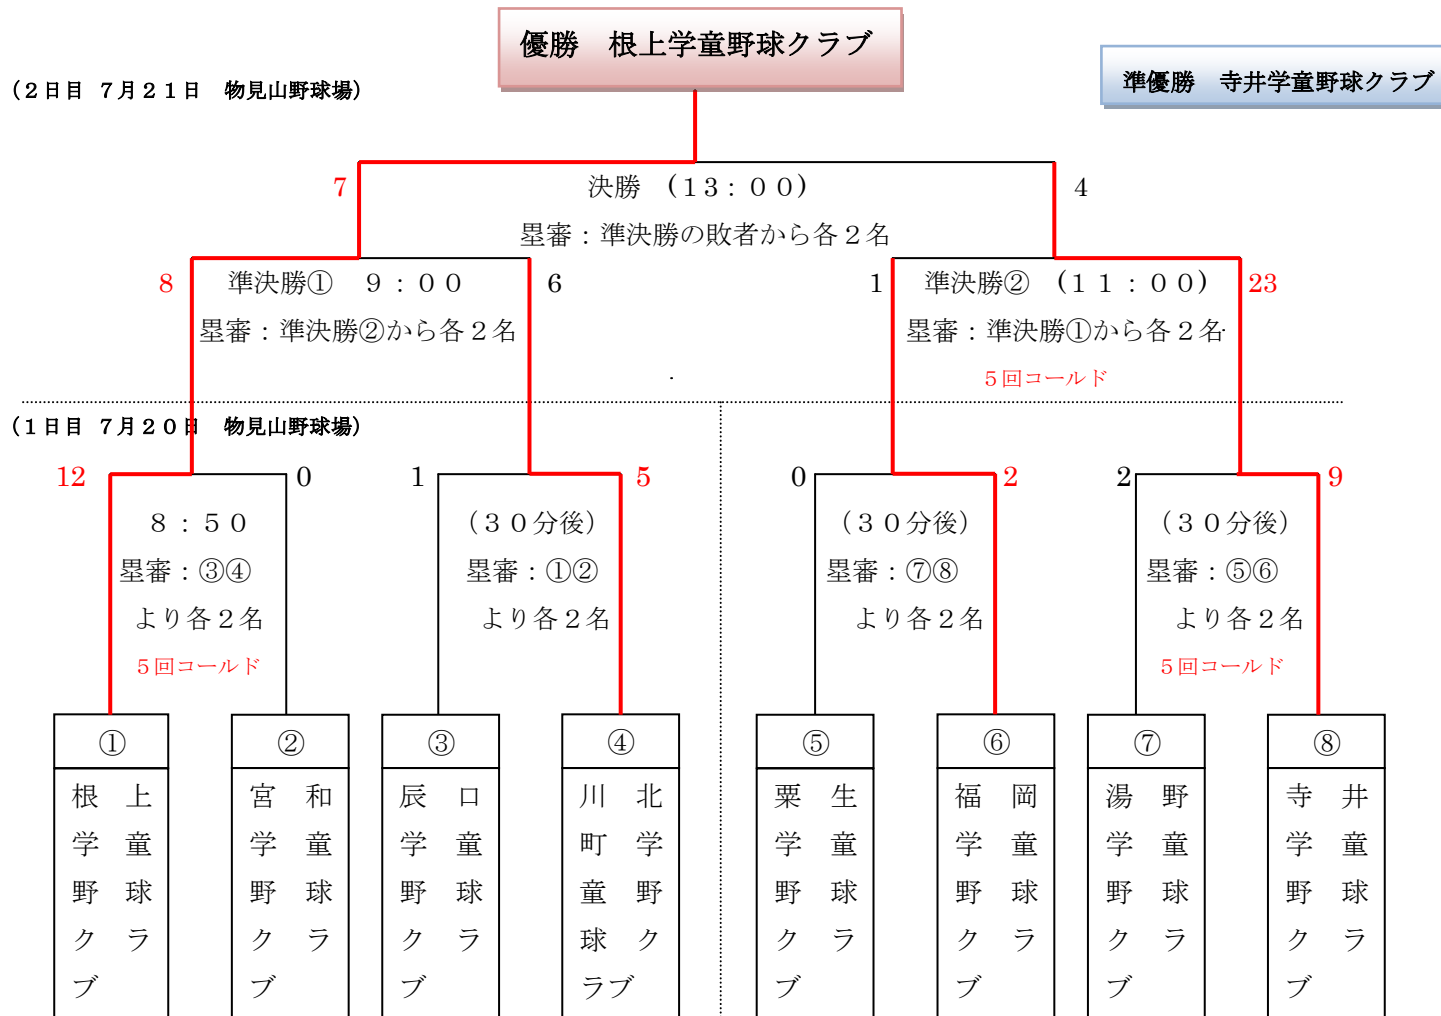 優勝　根上学童野球クラブ
準優勝　寺井学童野球クラブ
(２日目 ７月２１日　物見山野球場)
7
決勝　(１３：００)
4
塁審：準決勝の敗者から各２名
8
準決勝①　９：００
6
1
準決勝②　(１１：００)
23
塁審：準決勝②から各２名
塁審：準決勝①から各２名
５回コールド
(１日目 ７月２０日　物見山野球場)
12
0
1
5
0
2
2
9
８：５０
(３０分後)
(３０分後)
(３０分後)
塁審：③④
塁審：①②
塁審：⑦⑧
塁審：⑤⑥
より各２名
より各２名
より各２名
より各２名
５回コールド
５回コールド
①
②
③
④
⑤
⑥
⑦
⑧
根上学童野球クラブ
宮和学童野球クラブ
辰口学童野球クラブ
川北町学童野球クラブ
粟生学童野球クラブ
福岡学童野球クラブ
湯野学童野球クラブ
寺井学童野球クラブ